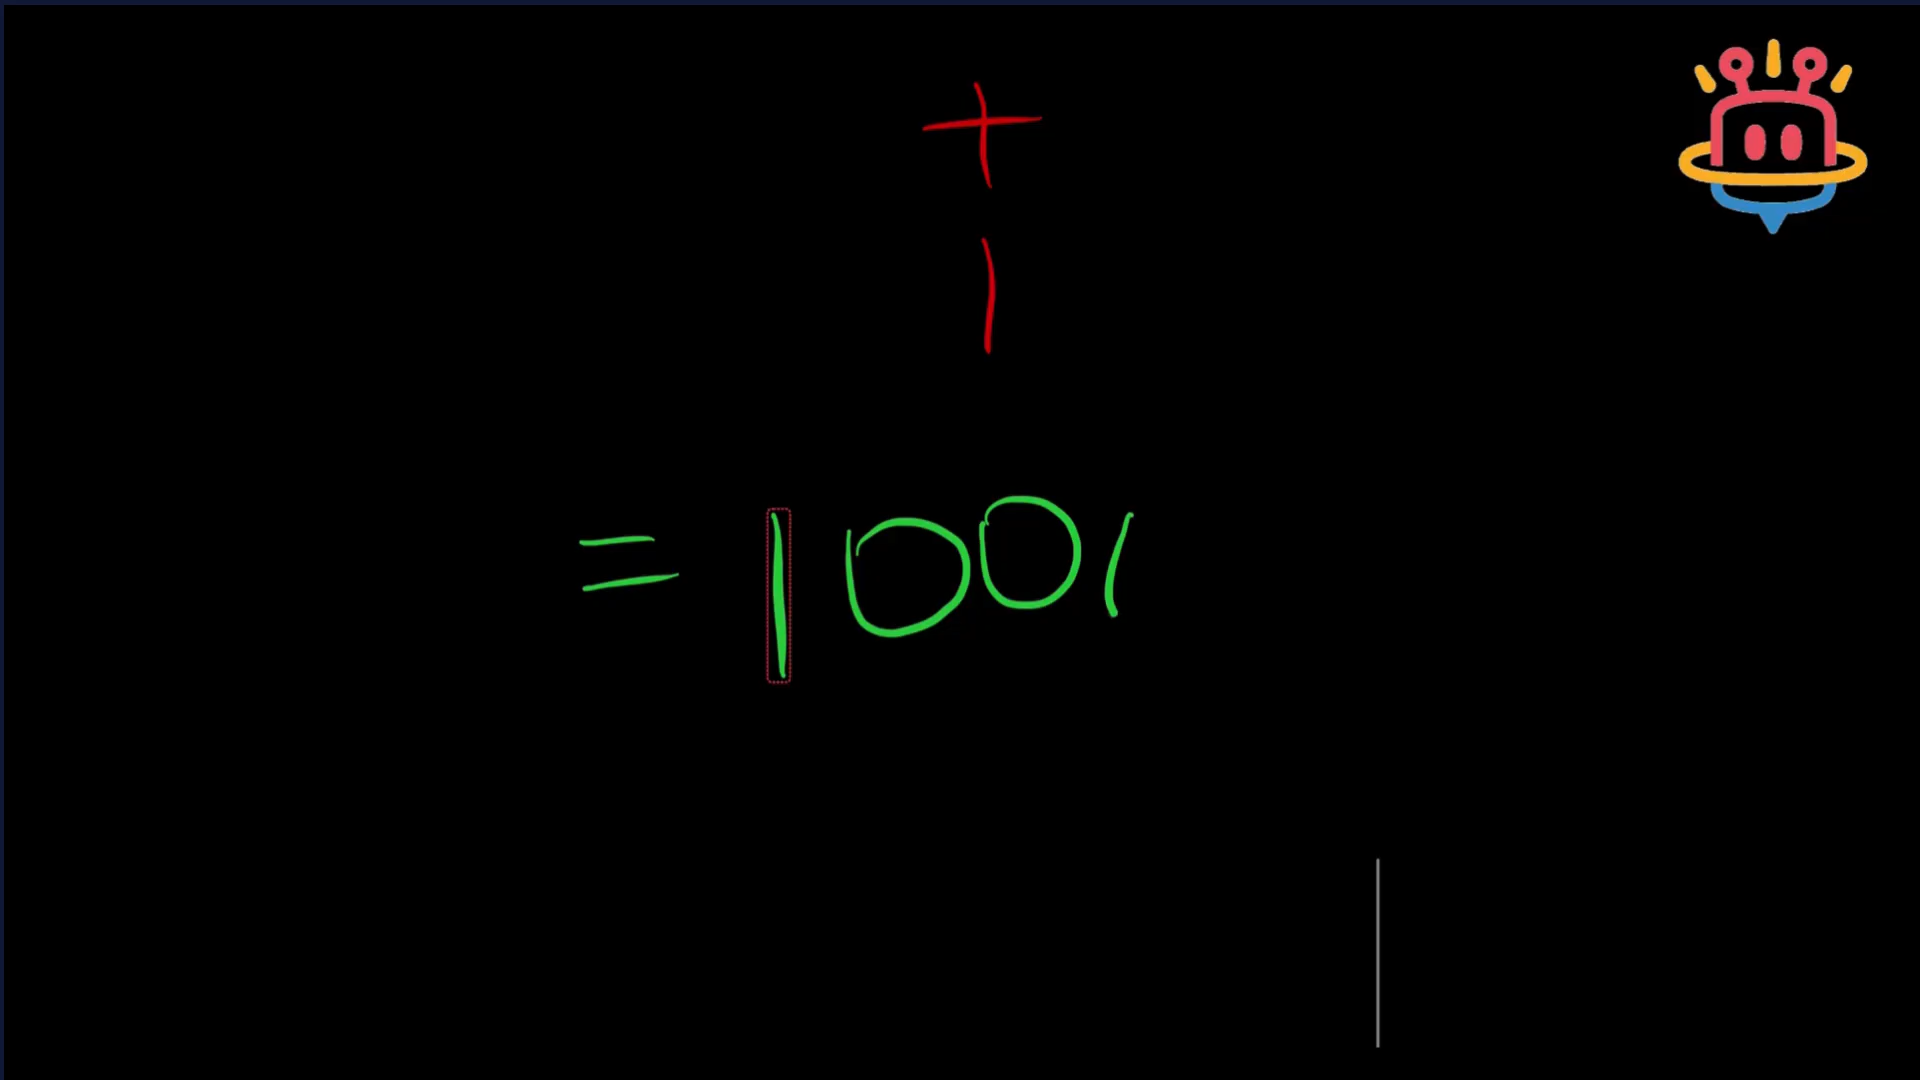 +
1
= 1001